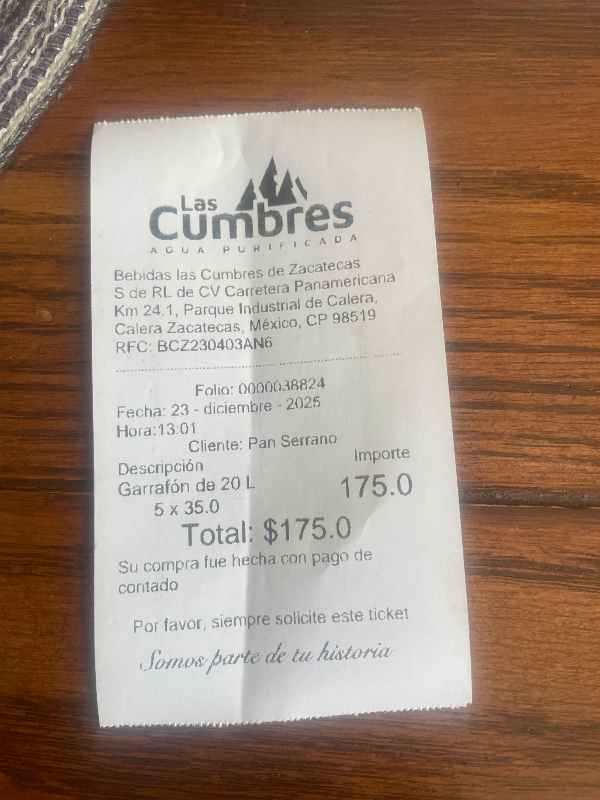 Las
Cumbres
AGUA PURIFICADA
Bebidas las Cumbres de Zacatecas
S de RL de CV Carretera Panamericana
Km 24.1, Parque Industrial de Calera,
Calera Zacatecas, México, CP 98519
RFC: BCZ230403AN6
Folio: 0000038824
Fecha: 23 - diciembre - 2025
Hora:13:01
Cliente: Pan Serrano
Descripción Importe
Garrafón de 20 L 175.0
5 x 35.0
Total: $175.0
Su compra fue hecha con pago de
contado
Por favor, siempre solicite este ticket
Somos parte de tu historia